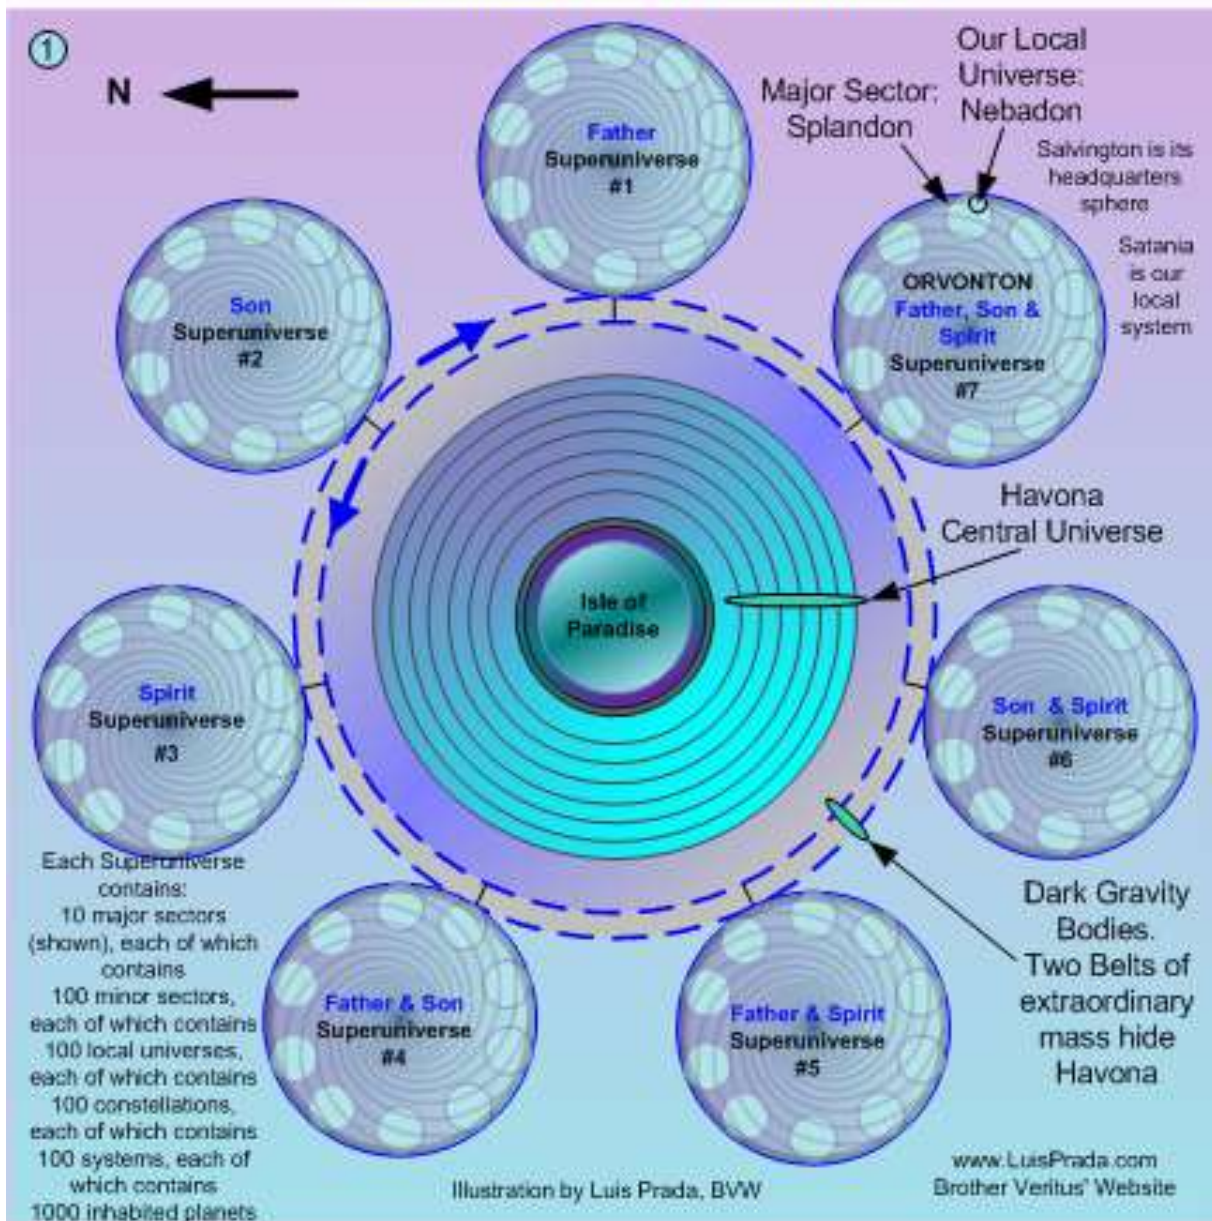 1
N
Our Local
Universe:
Nebadon
Major Sector:
Splandon
Salvington is its
headquarters
sphere
Satania
is our
local
system
Father
Superuniverse
#1
Son
Superuniverse
#2
ORVONTON
Father, Son &
Spirit
Superuniverse
#7
Havona
Central Universe
Isle of
Paradise
Spirit
Superuniverse
#3
Son & Spirit
Superuniverse
#6
Each Superuniverse
contains:
10 major sectors
(shown), each of which
contains
100 minor sectors,
each of which contains
100 local universes,
each of which contains
100 constellations,
each of which contains
100 systems, each of
which contains
1000 inhabited planets
Father & Son
Superuniverse
#4
Father & Spirit
Superuniverse
#5
Dark Gravity
Bodies.
Two Belts of
extraordinary
mass hide
Havona
Illustration by Luis Prada, BVW
www.LuisPrada.com
Brother Veritus' Website